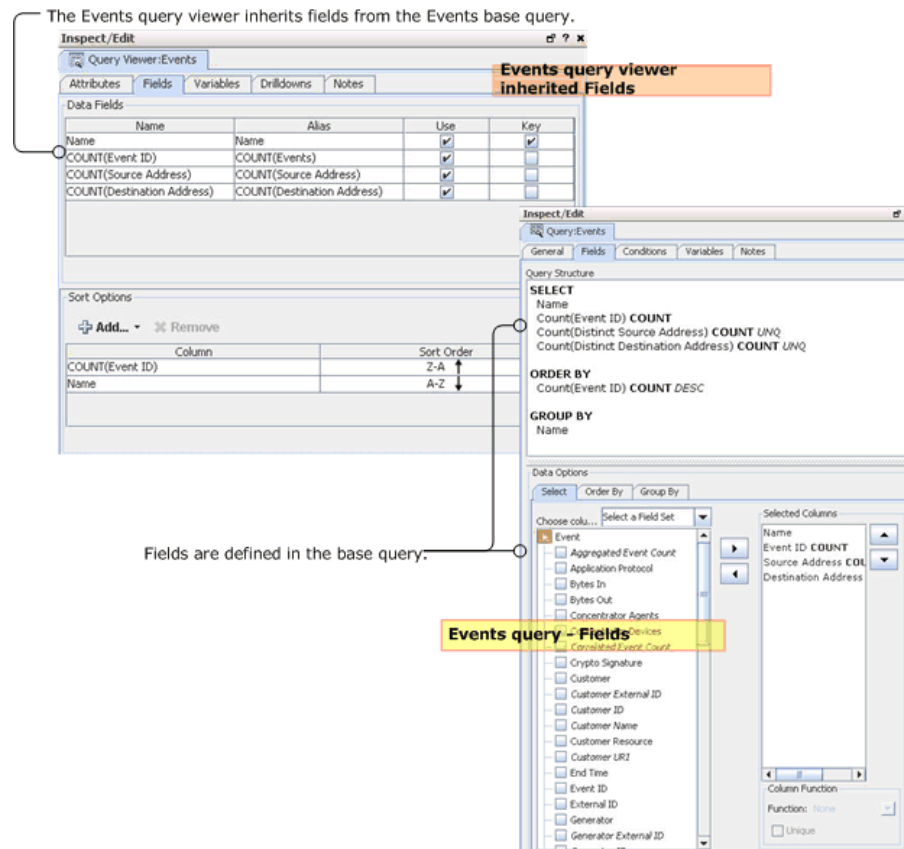 The Events query viewer inherits fields from the Events base query.
Inspect/Edit
Query Viewer:Events
Attributes Fields Variables Drilldowns Notes
Events query viewer
inherited Fields
Data Fields
Name Alias Use Key
Name Name
COUNT(Event ID) COUNT(Events)
COUNT(Source Address) COUNT(Source Address)
COUNT(Destination Address) COUNT(Destination Address)
Sort Options
Add... Remove
Column Sort Order
COUNT(Event ID) Z-A
Name A-Z
Inspect/Edit
Query:Events
General Fields Conditions Variables Notes
Query Structure
SELECT
Name
Count(Event ID) COUNT
Count(Distinct Source Address) COUNT UNQ
Count(Distinct Destination Address) COUNT UNQ
ORDER BY
Count(Event ID) COUNT DESC
GROUP BY
Name
Data Options
Select Order By Group By
Choose colu... Select a Field Set
Event
Aggregated Event Count
Application Protocol
Bytes In
Bytes Out
Concentrator Agents
Devices
Correlated Event Count
Crypto Signature
Customer
Customer External ID
Customer ID
Customer Name
Customer Resource
Customer URI
End Time
Event ID
External ID
Generator
Generator External ID
Selected Columns
Name
Event ID COUNT
Source Address COU
Destination Address
Column Function
Function: None
Unique
Fields are defined in the base query.
Events query - Fields